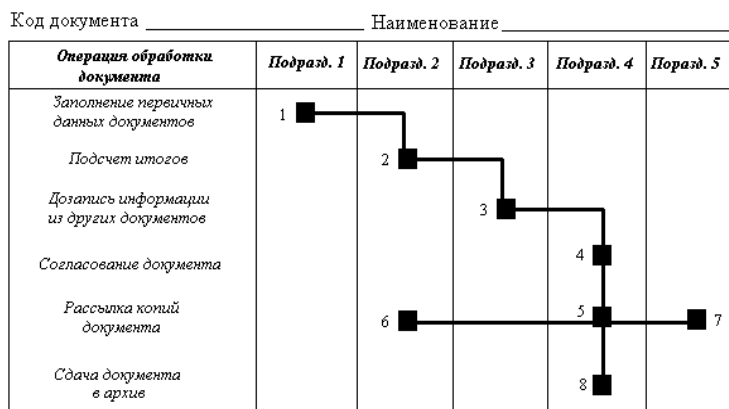 Код документа Наименование
Операция обработки
документа
Подразд. 1
Подразд. 2
Подразд. 3
Подразд. 4
Поразд. 5
Заполнение первичных
данных документов
1
Подсчет итогов
2
Дозапись информации
из других документов
3
Согласование документа
4
Рассылка копий
документа
6
5
7
Сдача документа
в архив
8